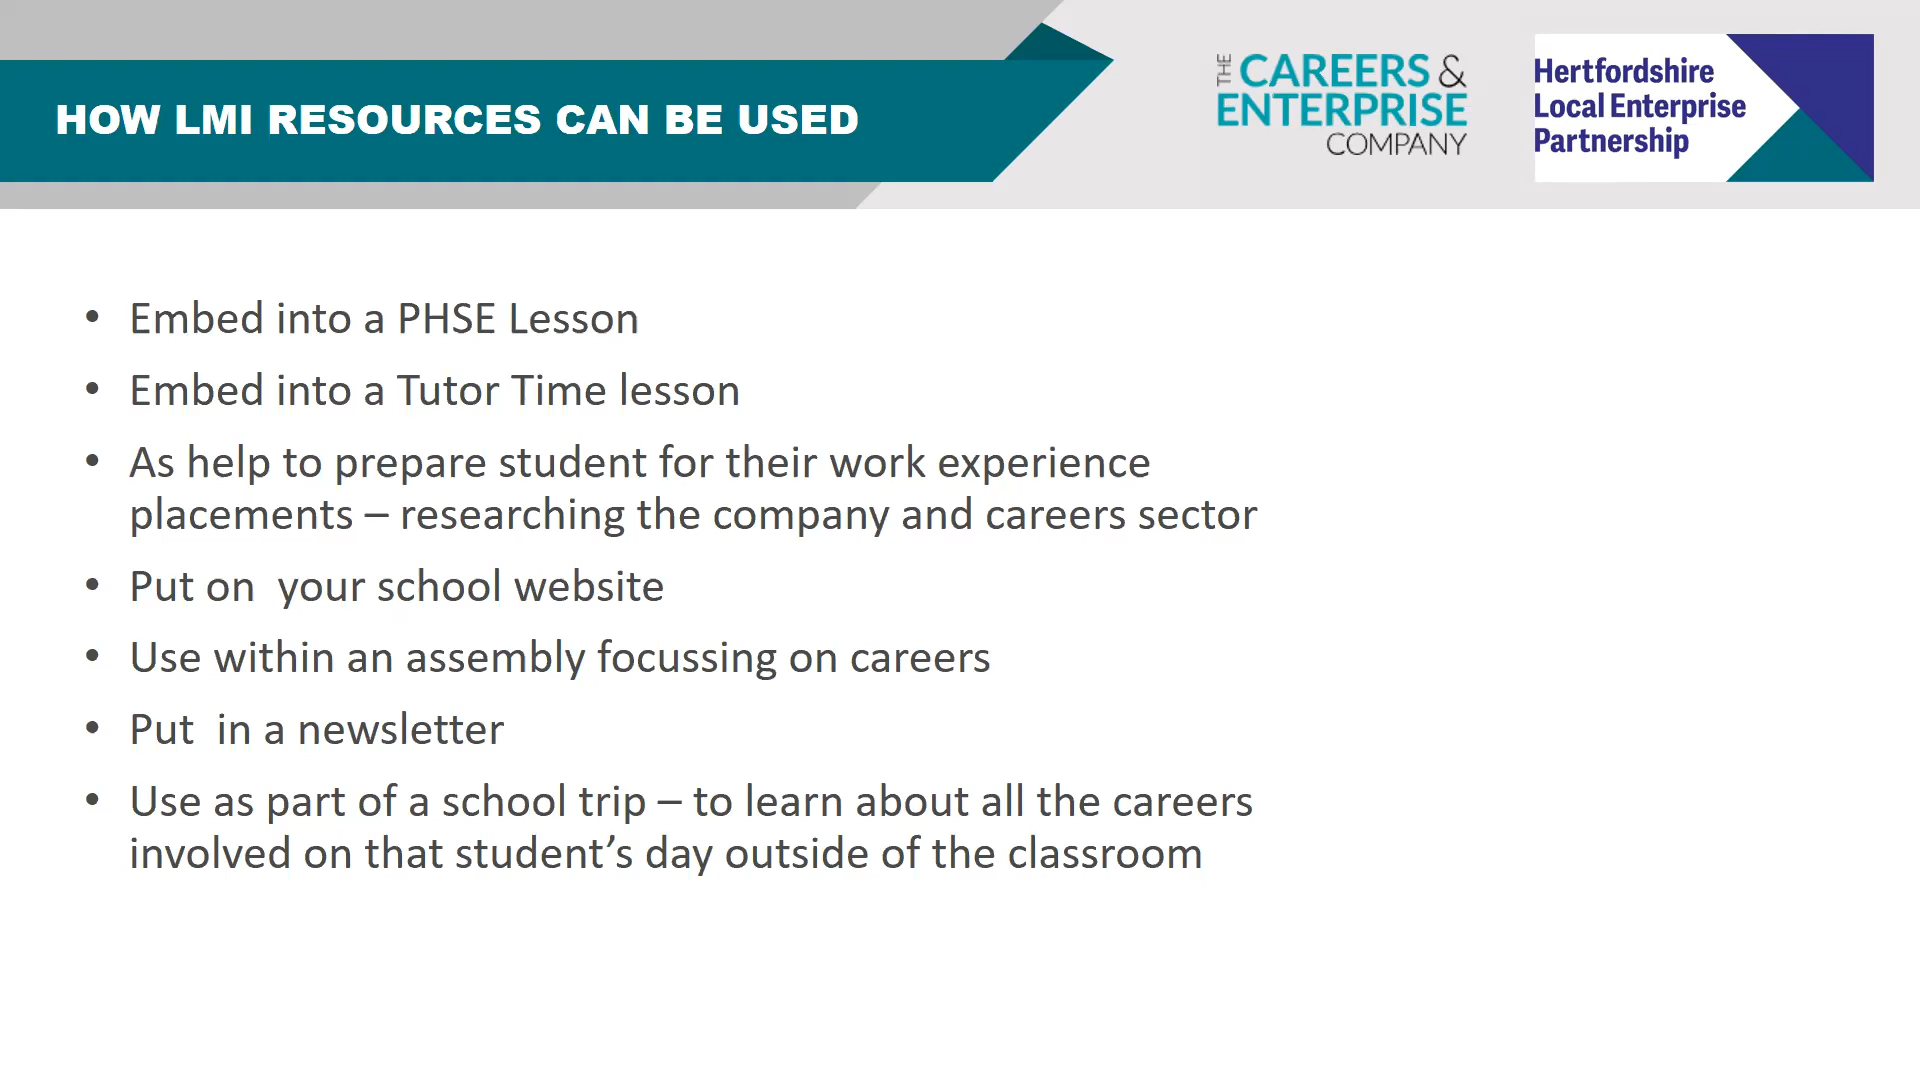 HOW LMI RESOURCES CAN BE USED
THE
CAREERS &
ENTERPRISE
COMPANY
Hertfordshire
Local Enterprise
Partnership
• Embed into a PHSE Lesson
• Embed into a Tutor Time lesson
• As help to prepare student for their work experience
placements – researching the company and careers sector
• Put on  your school website
• Use within an assembly focussing on careers
• Put  in a newsletter
• Use as part of a school trip – to learn about all the careers
involved on that student’s day outside of the classroom